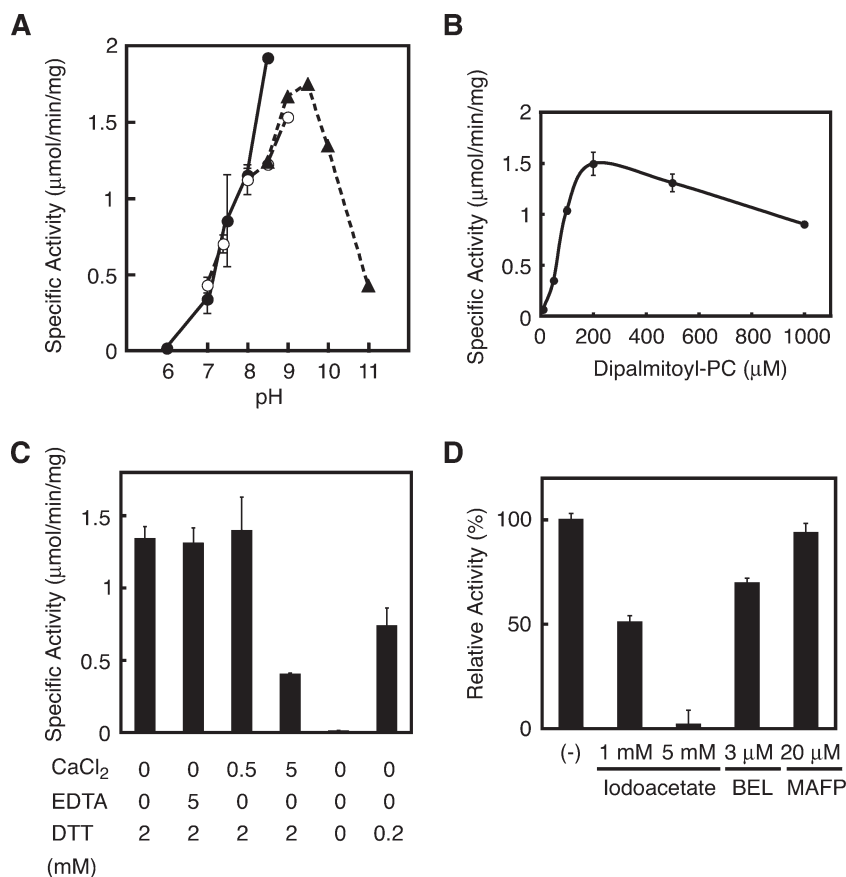 A
Specific Activity (μmol/min/mg)
2
1.5
1
0.5
0
6 7 8 9 10 11
pH
B
Specific Activity (μmol/min/mg)
2
1.5
1
0.5
0
0 200 400 600 800 1000
Dipalmitoyl-PC (μM)
C
Specific Activity (μmol/min/mg)
1.5
1
0.5
0
CaCl2 0 0 0.5 5 0 0
EDTA 0 5 0 0 0 0
DTT 2 2 2 2 0 0.2
(mM)
D
Relative Activity (%)
100
50
0
(-) 1 mM 5 mM 3 μM 20 μM
Iodoacetate BEL MAFP